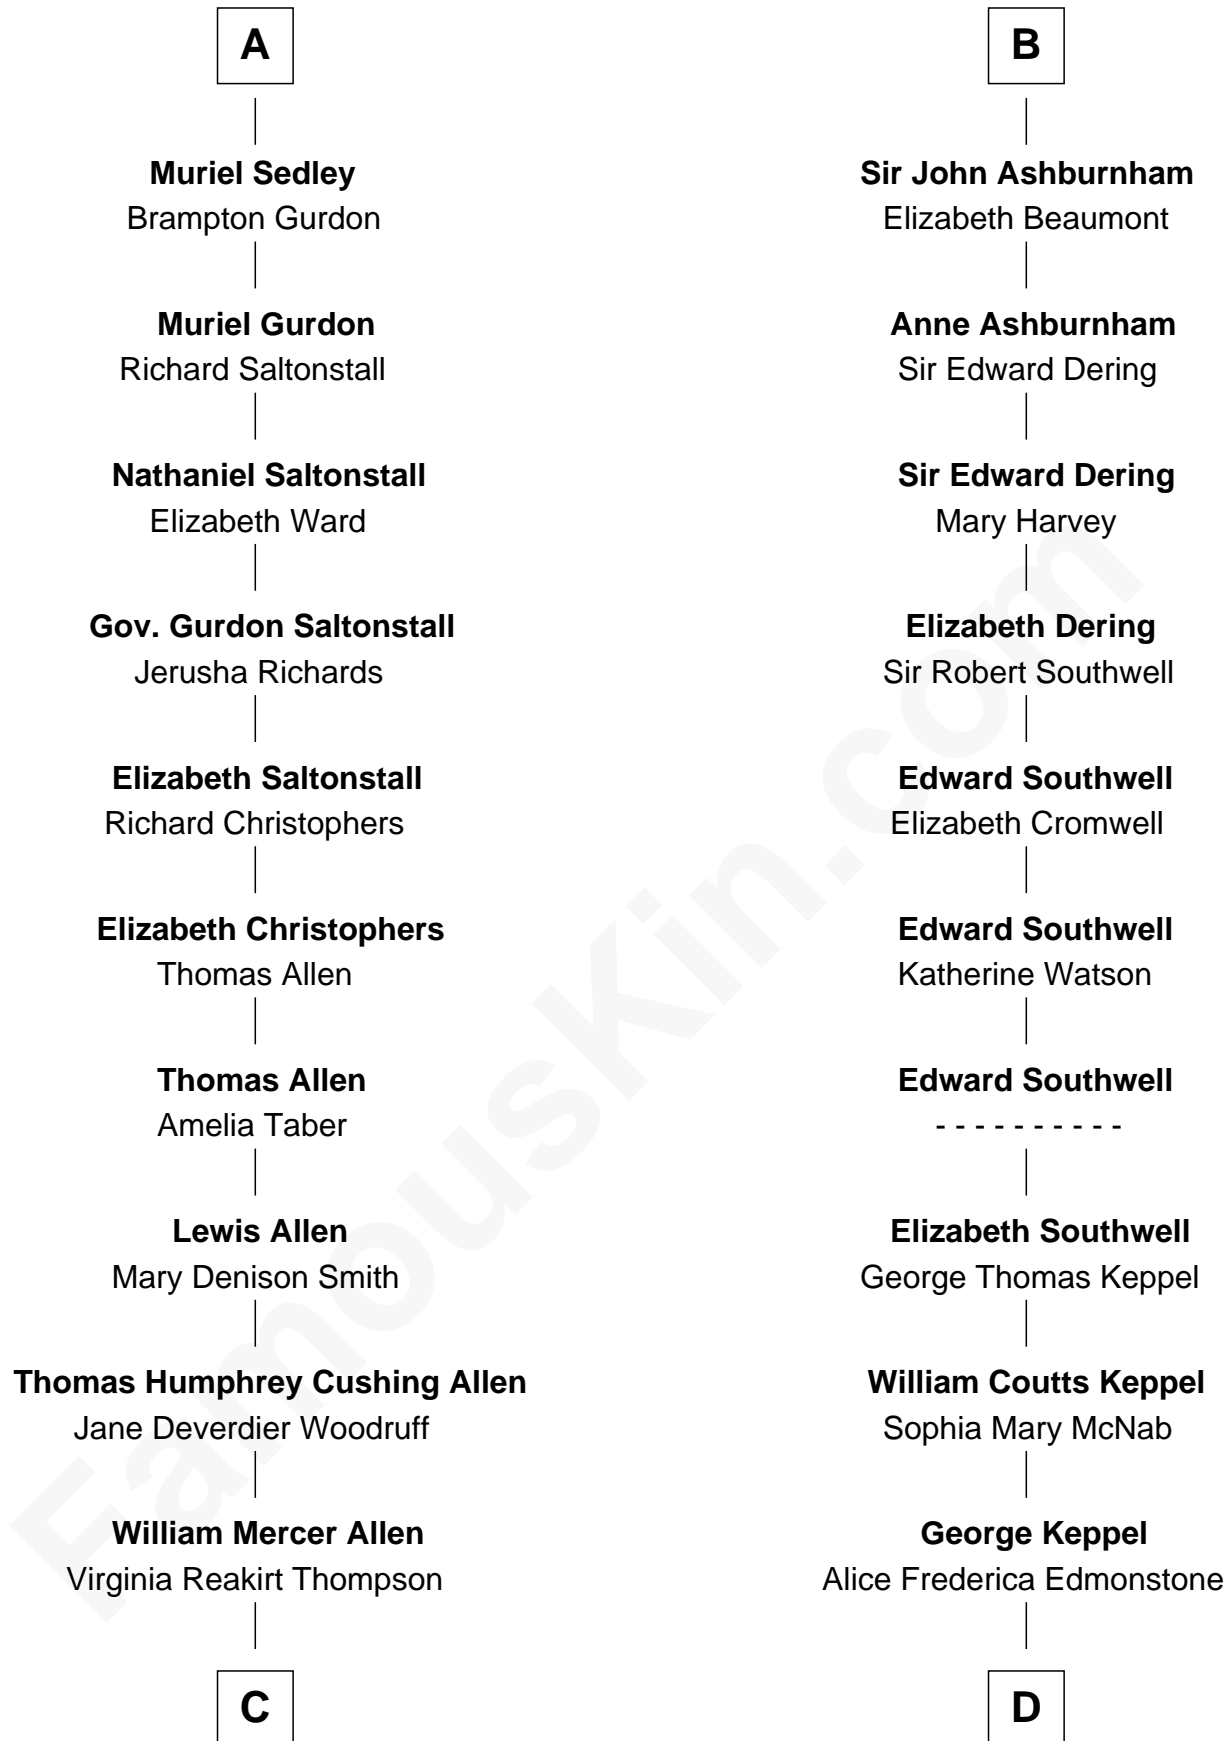 A
Muriel Sedley
Brampton Gurdon
Muriel Gurdon
Richard Saltonstall
Nathaniel Saltonstall
Elizabeth Ward
Gov. Gurdon Saltonstall
Jerusha Richards
Elizabeth Saltonstall
Richard Christophers
Elizabeth Christophers
Thomas Allen
Thomas Allen
Amelia Taber
Lewis Allen
Mary Denison Smith
Thomas Humphrey Cushing Allen
Jane Deverdier Woodruff
William Mercer Allen
Virginia Reakirt Thompson
C
B
Sir John Ashburnham
Elizabeth Beaumont
Anne Ashburnham
Sir Edward Dering
Sir Edward Dering
Mary Harvey
Elizabeth Dering
Sir Robert Southwell
Edward Southwell
Elizabeth Cromwell
Edward Southwell
Katherine Watson
Edward Southwell
- - - - - - - - - -
Elizabeth Southwell
George Thomas Keppel
William Coutts Keppel
Sophia Mary McNab
George Keppel
Alice Frederica Edmonstone
D
FamousKin.com